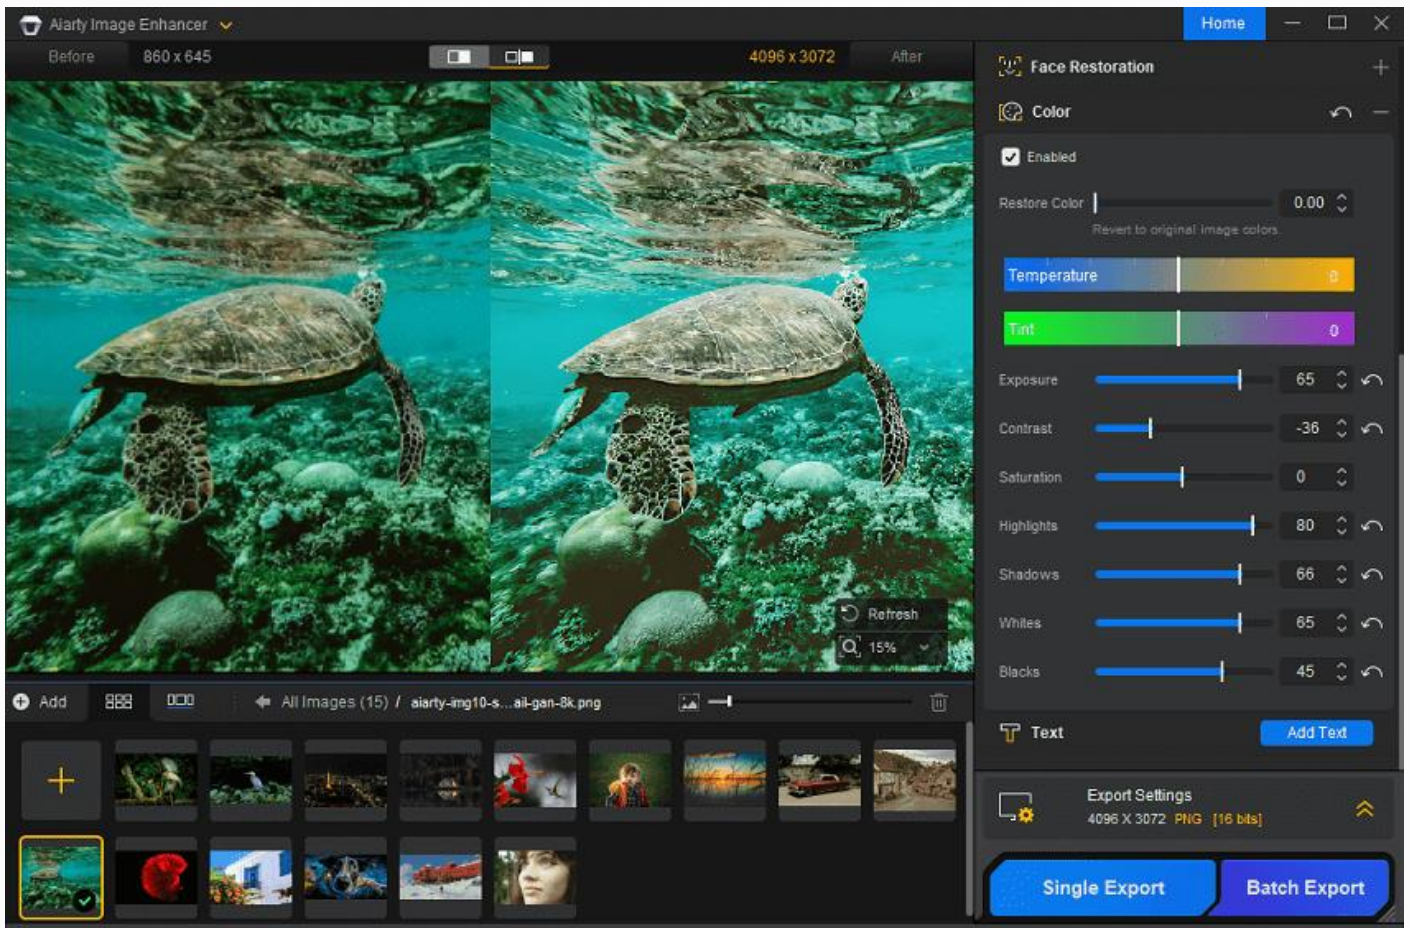 Aiarty Image Enhancer
Home
Before
860 x 645
4096 x 3072
After
Face Restoration
Color
Enabled
Restore Color
0.00
Revert to original image colors.
Temperature
0
Tint
0
Exposure
65
Contrast
-36
Saturation
0
Highlights
80
Shadows
66
Whites
65
Blacks
45
Refresh
15%
Add
All Images (15) / aiarty-img10-s...ail-gan-8k.png
Text
Add Text
Export Settings
4096 X 3072 PNG [16 bits]
Single Export
Batch Export